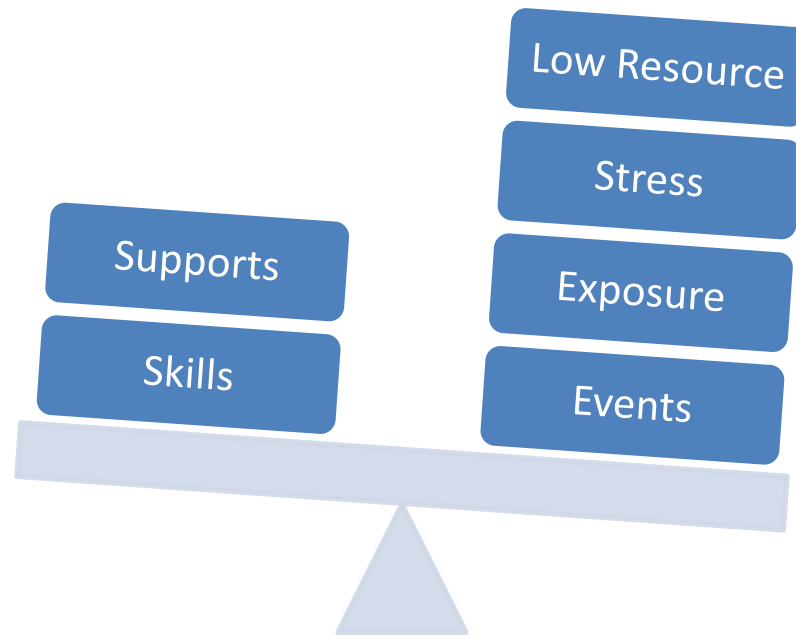 Supports
Skills
Low Resource
Stress
Exposure
Events